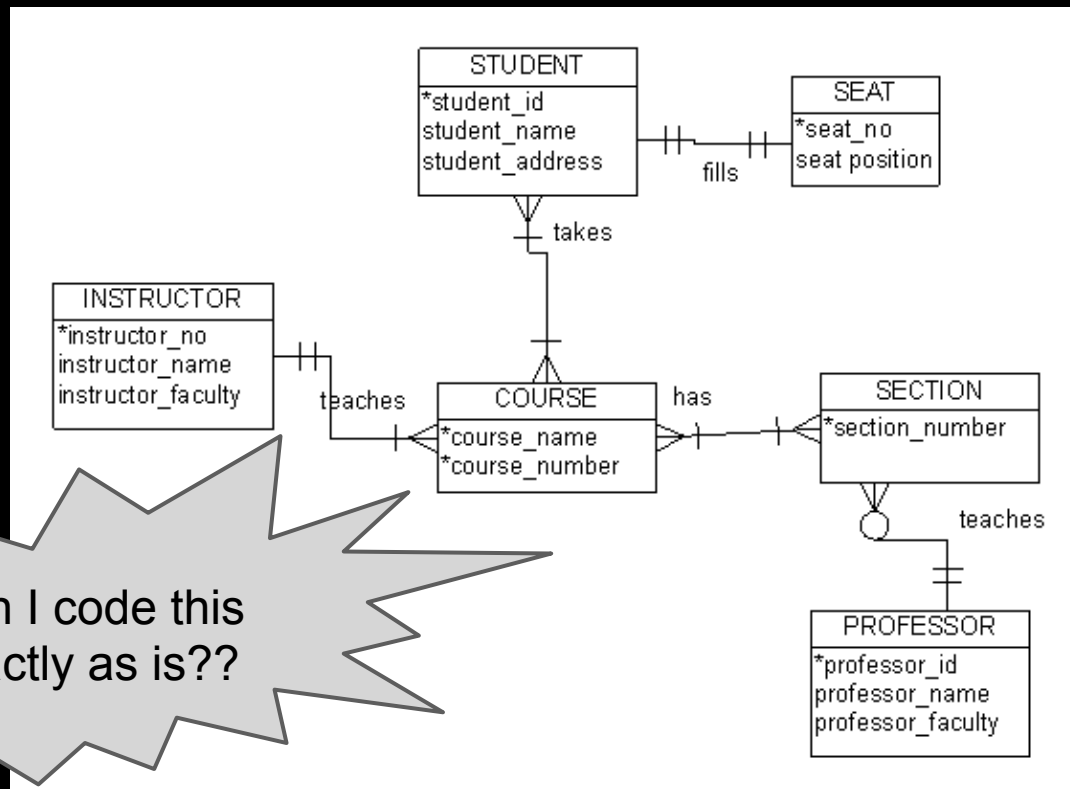 STUDENT
*student_id
student_name
student_address
SEAT
*seat_no
seat position
fills
takes
INSTRUCTOR
*instructor_no
instructor_name
instructor_faculty
teaches
COURSE
*course_name
*course_number
has
SECTION
*section_number
teaches
PROFESSOR
*professor_id
professor_name
professor_faculty
I code this
as is??